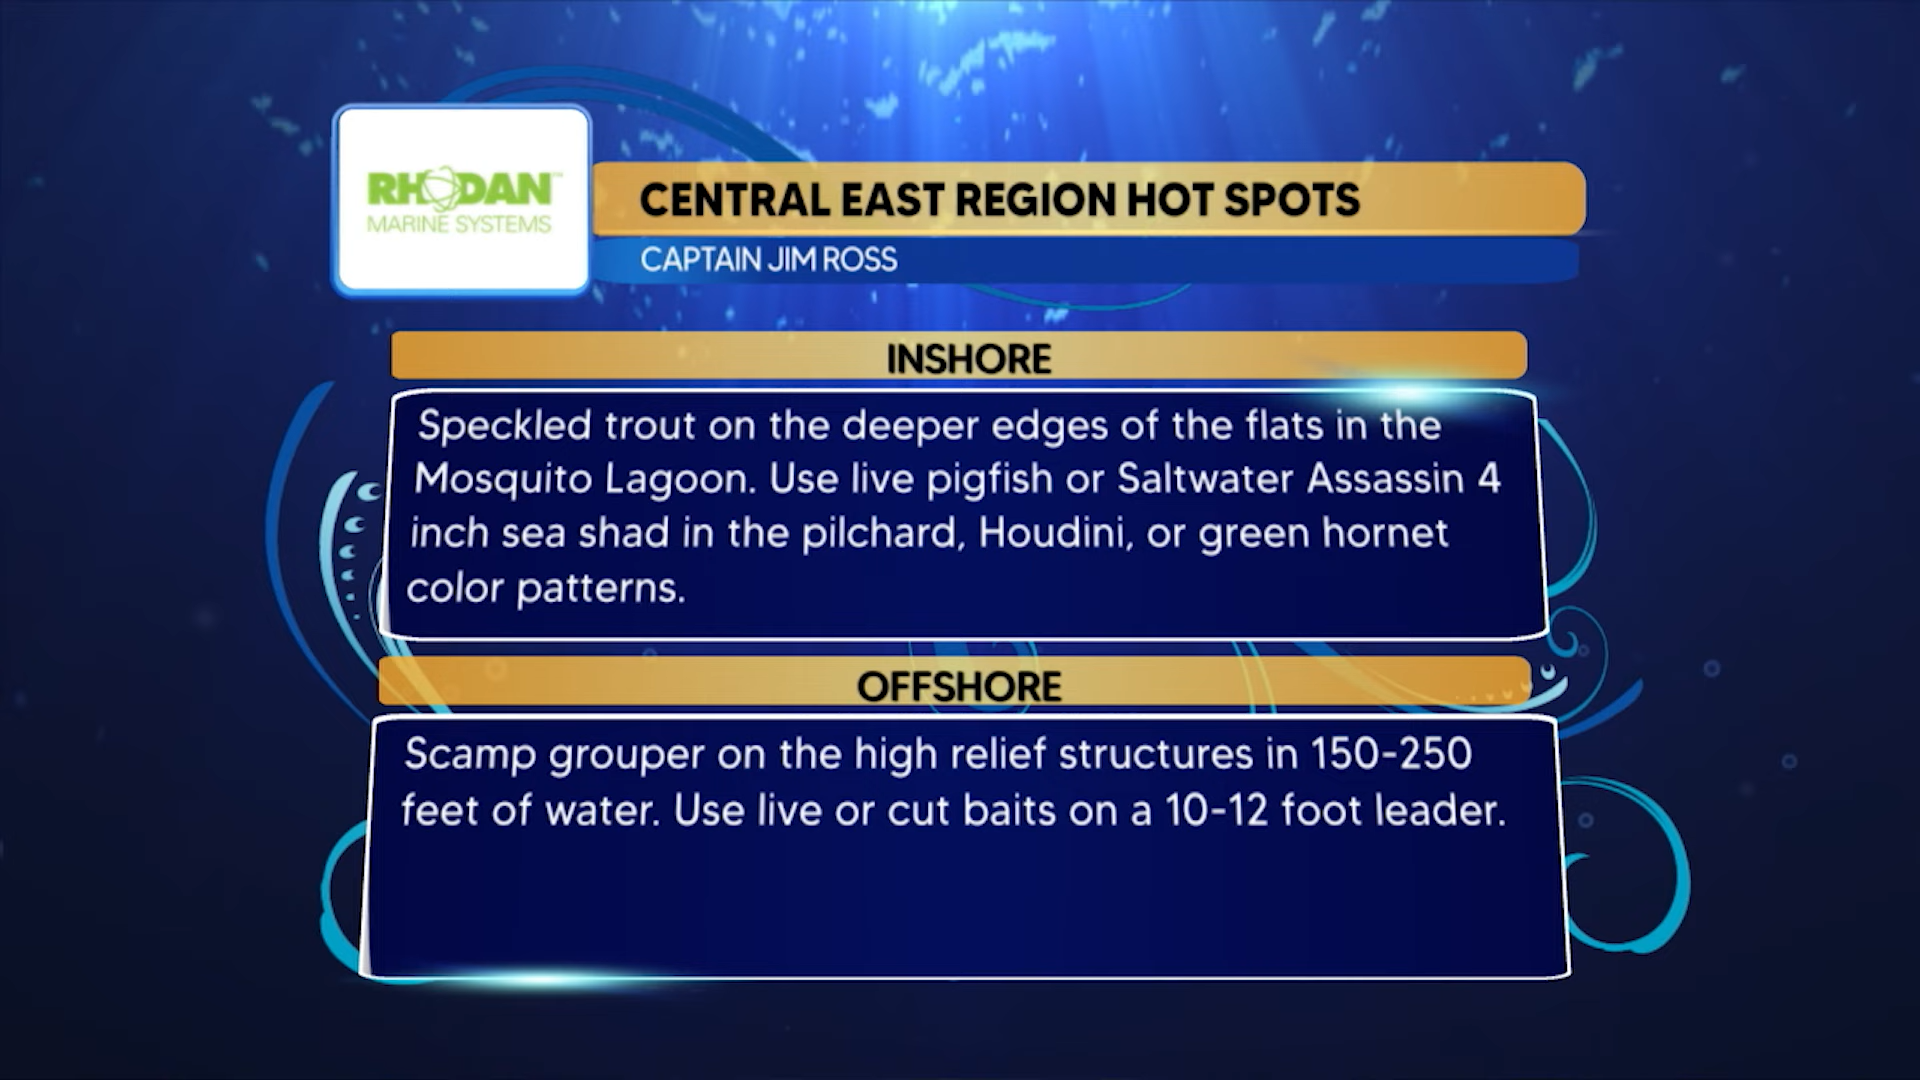 RHODAN™
MARINE SYSTEMS
CENTRAL EAST REGION HOT SPOTS
CAPTAIN JIM ROSS
INSHORE
Speckled trout on the deeper edges of the flats in the
Mosquito Lagoon. Use live pigfish or Saltwater Assassin 4
inch sea shad in the pilchard, Houdini, or green hornet
color patterns.
OFFSHORE
Scamp grouper on the high relief structures in 150-250
feet of water. Use live or cut baits on a 10-12 foot leader.